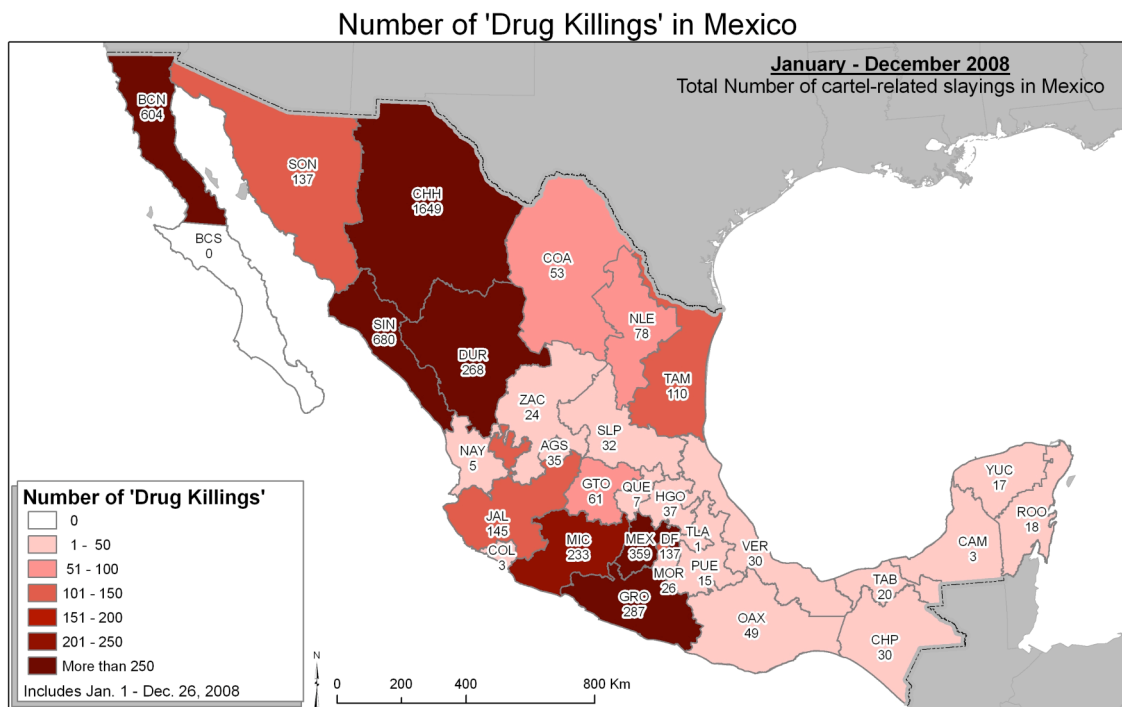 Number of 'Drug Killings' in Mexico
January - December 2008
Total Number of cartel-related slayings in Mexico
BCN
604
SON
137
CHH
1649
BCS
0
COA
53
NLE
78
SIN
680
DUR
268
TAM
110
ZAC
24
SLP
32
NAY
5
AGS
35
GTO
61
QUE
7
HGO
37
JAL
145
COL
3
MIC
233
MEX
359
DF
137
TLA
1
MOR
26
PUE
15
VER
30
GRO
287
OAX
49
YUC
17
ROO
18
CAM
3
TAB
20
CHP
30
Number of 'Drug Killings'
0
1 - 50
51 - 100
101 - 150
151 - 200
201 - 250
More than 250
Includes Jan. 1 - Dec. 26, 2008
N
0 200 400 800 Km